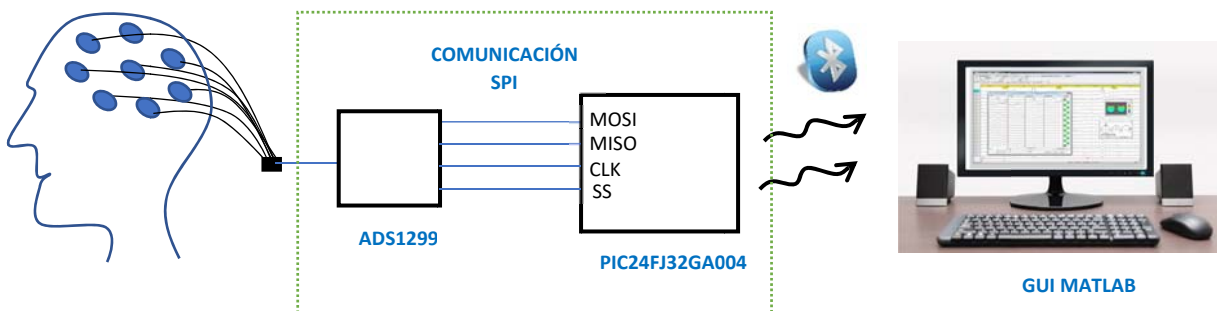 COMUNICACIÓN
SPI
MOSI
MISO
CLK
SS
ADS1299
PIC24FJ32GA004
GUI MATLAB